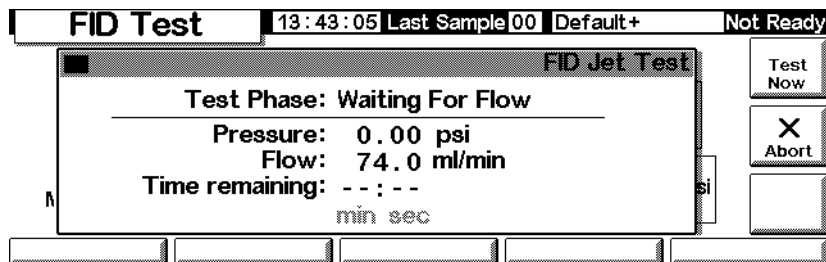 FID Test 13:43:05 Last Sample 00 Default+ Not Ready
FID Jet Test
Test Now
Test Phase: Waiting For Flow
Pressure: 0.00 psi
Flow: 74.0 ml/min
Abort
Time remaining: --:--
min sec
si